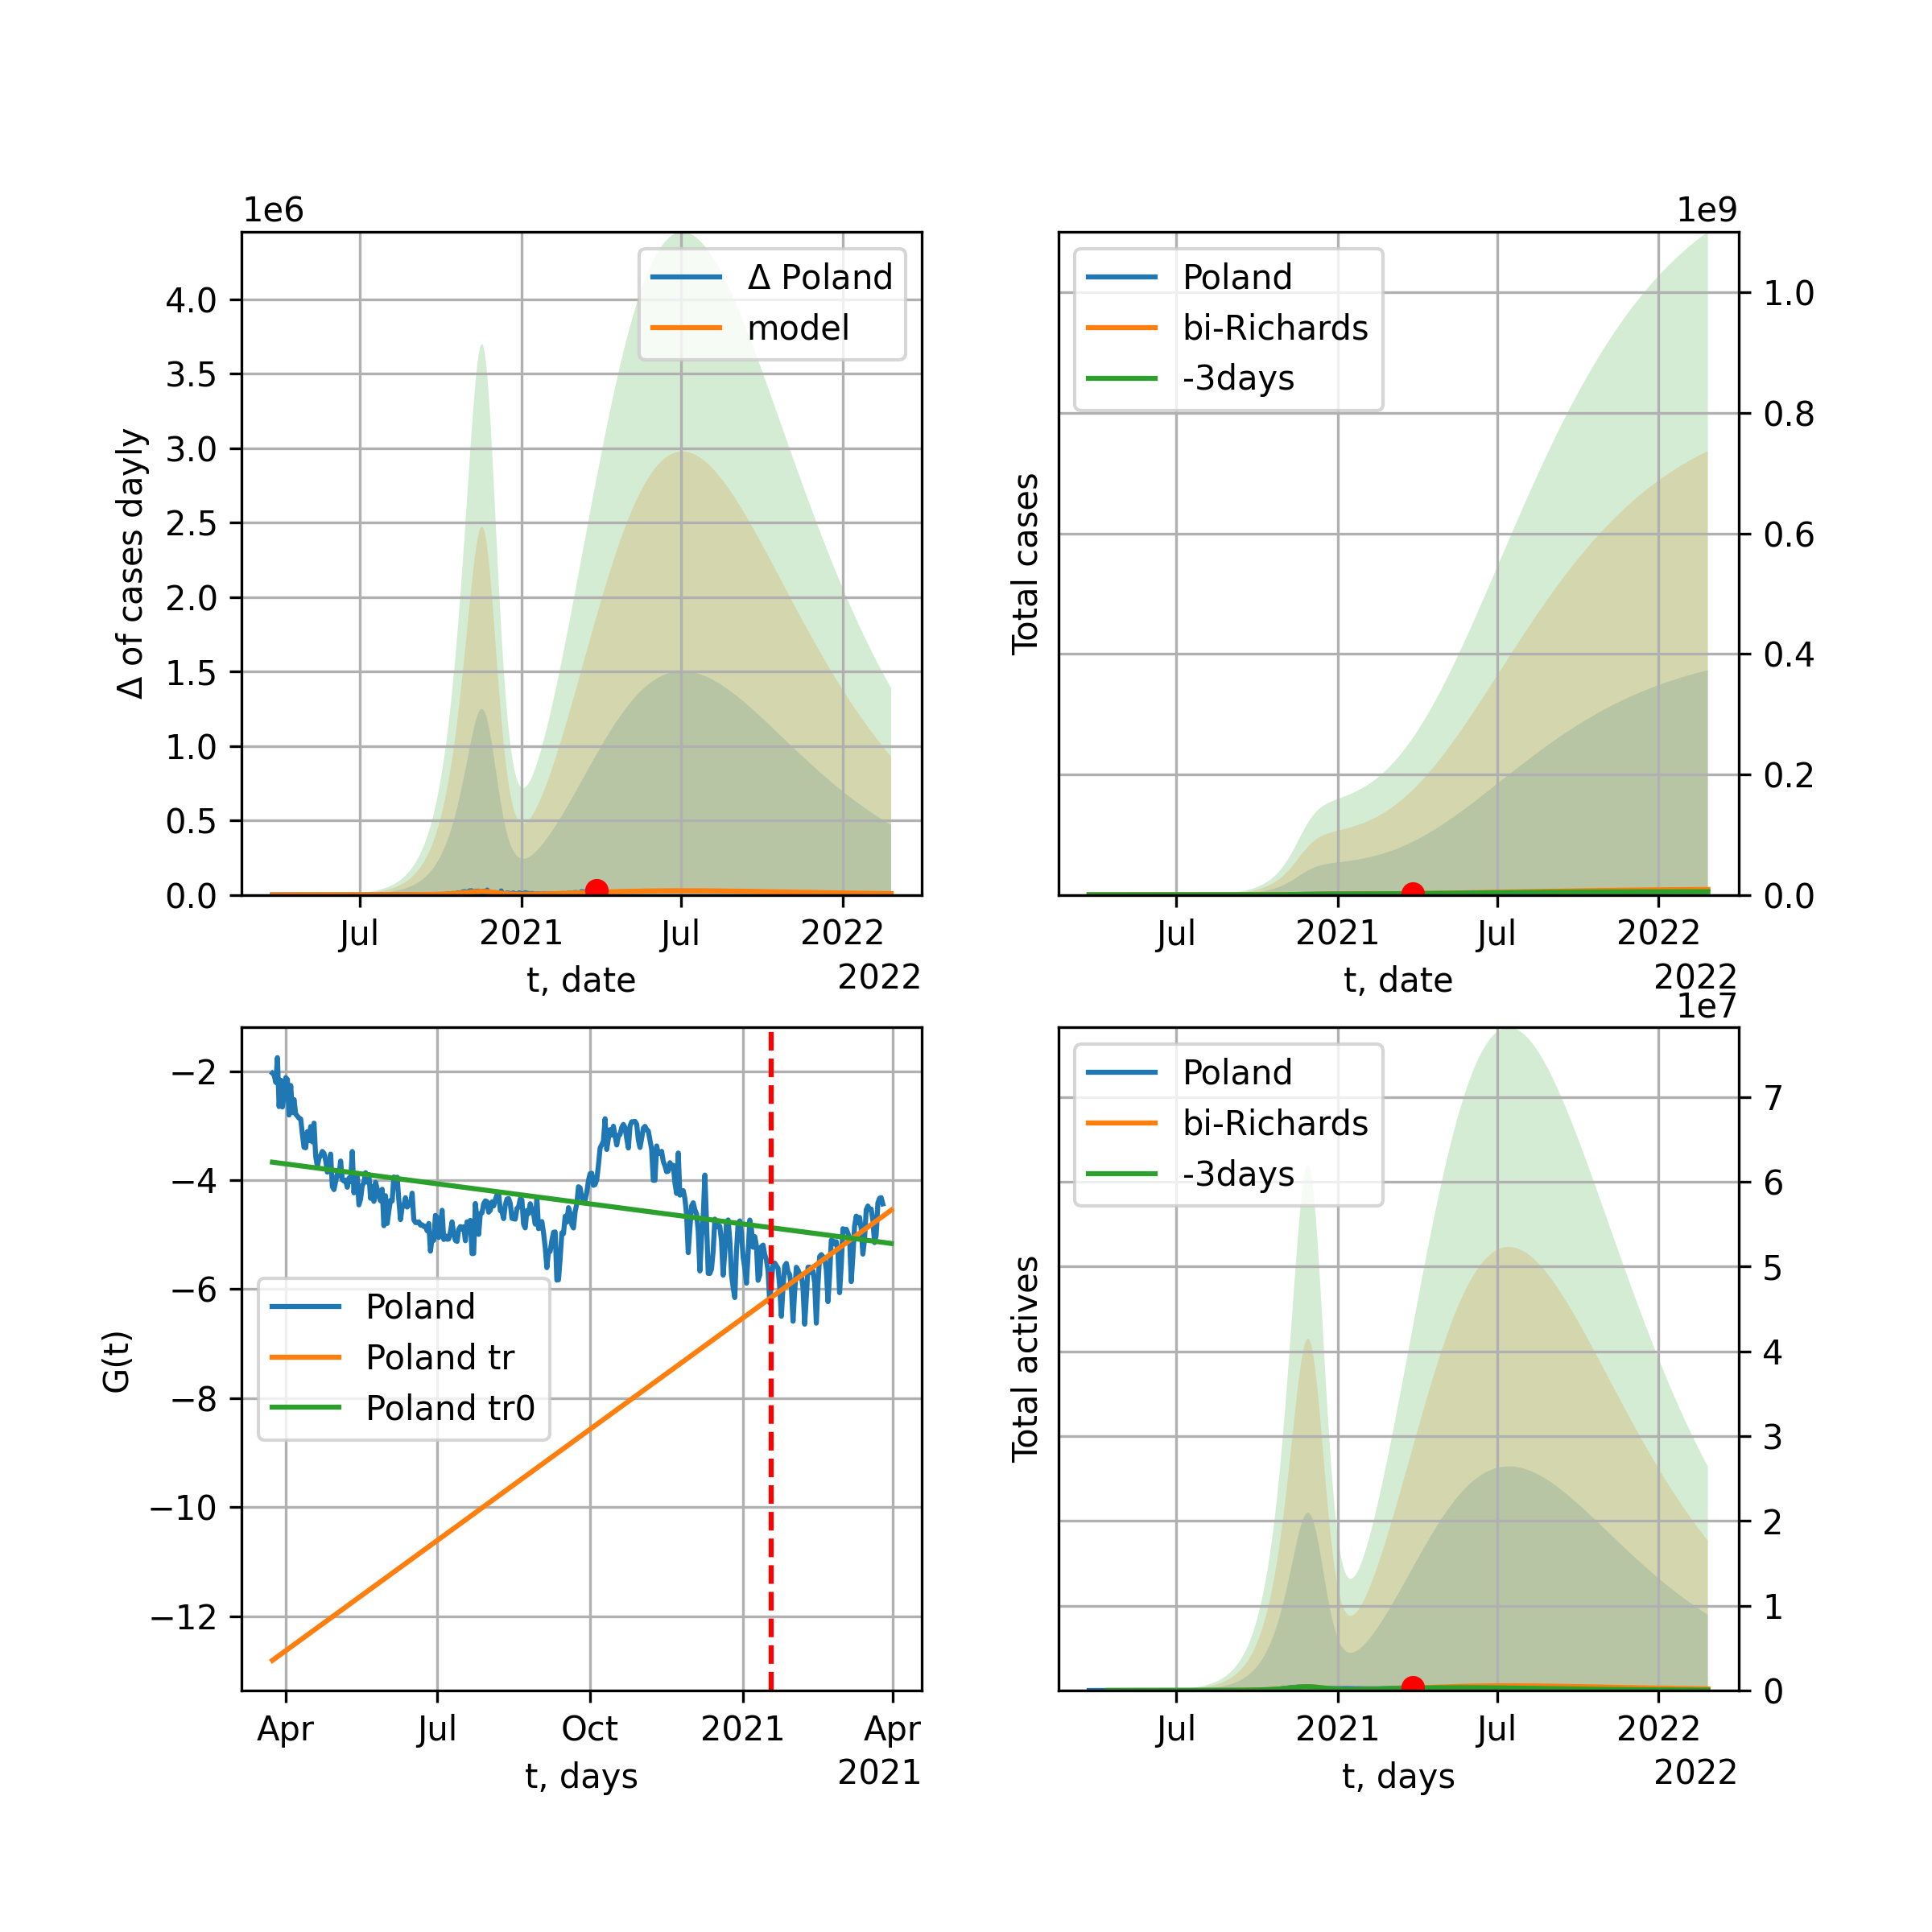 1e6
Δ of cases dayly
4.0
3.5
3.0
2.5
2.0
1.5
1.0
0.5
0.0
Δ Poland
model
Jul
2021
Jul
2022
t, date
2022
1e9
Total cases
Poland
bi-Richards
-3days
1.0
0.8
0.6
0.4
0.2
0.0
Jul
2021
Jul
2022
t, date
2022
G(t)
−2
−4
−6
−8
−10
−12
Poland
Poland tr
Poland tr0
Apr
Jul
Oct
2021
Apr
t, days
2021
1e7
Total actives
Poland
bi-Richards
-3days
7
6
5
4
3
2
1
0
Jul
2021
Jul
2022
t, days
2022